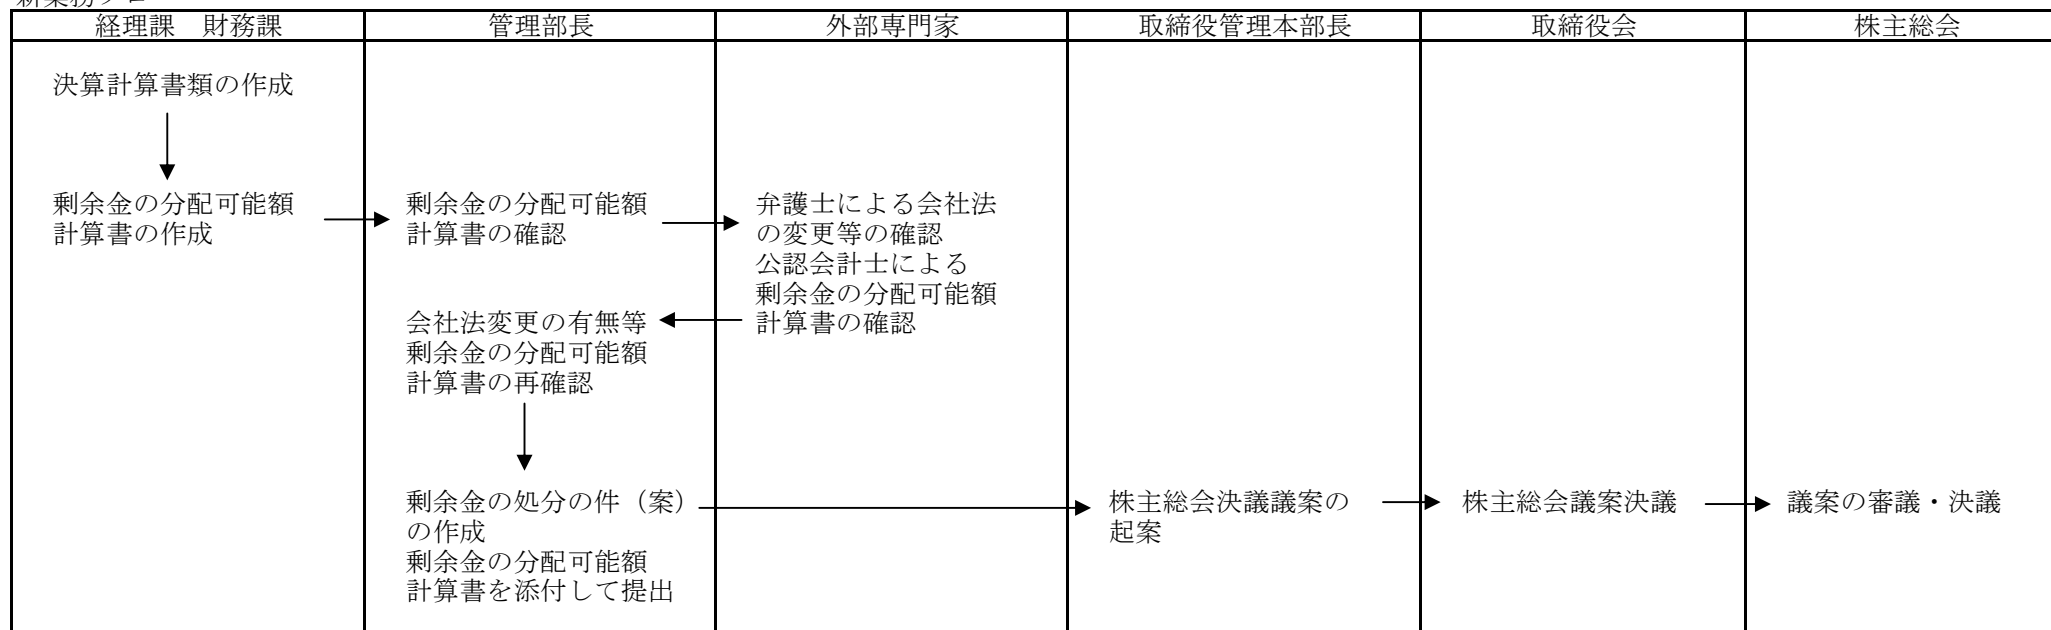 経理課　財務課
管理部長
外部専門家
取締役管理本部長
取締役会
株主総会
決算計算書類の作成
剰余金の分配可能額
計算書の作成
剰余金の分配可能額
計算書の確認
弁護士による会社法
の変更等の確認
公認会計士による
剰余金の分配可能額
計算書の確認
会社法変更の有無等
剰余金の分配可能額
計算書の再確認
剰余金の処分の件（案）
の作成
剰余金の分配可能額
計算書を添付して提出
株主総会決議議案の
起案
株主総会議案決議
議案の審議・決議